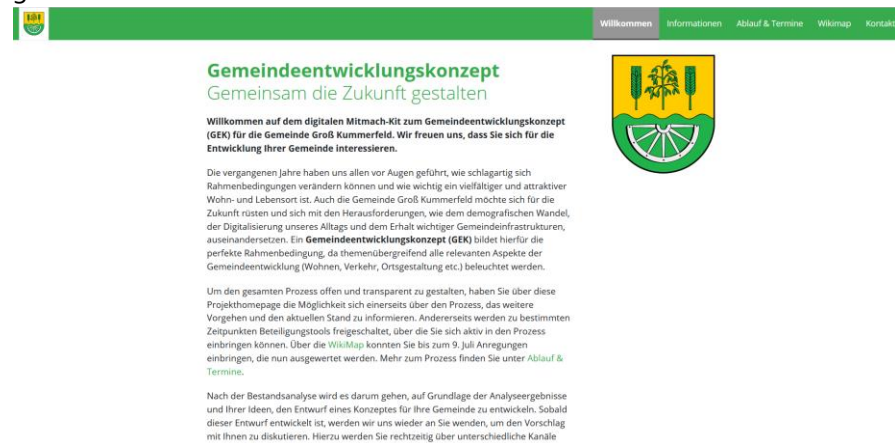 Willkommen Informationen Ablauf & Termine Wikimap Kontakt
Gemeindeentwicklungskonzept
Gemeinsam die Zukunft gestalten
Willkommen auf dem digitalen Mitmach-Kit zum Gemeindeentwicklungskonzept
(GEK) für die Gemeinde Groß Kummerfeld. Wir freuen uns, dass Sie sich für die
Entwicklung Ihrer Gemeinde interessieren.
Die vergangenen Jahre haben uns allen vor Augen geführt, wie schlagartig sich
Rahmenbedingungen verändern können und wie wichtig ein vielfältiger und attraktiver
Wohn- und Lebensort ist. Auch die Gemeinde Groß Kummerfeld möchte sich für die
Zukunft rüsten und sich mit den Herausforderungen, wie dem demografischen Wandel,
der Digitalisierung unseres Alltags und dem Erhalt wichtiger Gemeindeinfrastrukturen,
auseinandersetzen. Ein Gemeindeentwicklungskonzept (GEK) bildet hierfür die
perfekte Rahmenbedingung, da themenübergreifend alle relevanten Aspekte der
Gemeindeentwicklung (Wohnen, Verkehr, Ortsgestaltung etc.) beleuchtet werden.
Um den gesamten Prozess offen und transparent zu gestalten, haben Sie über diese
Projekthomepage die Möglichkeit sich einerseits über den Prozess, das weitere
Vorgehen und den aktuellen Stand zu informieren. Andererseits werden zu bestimmten
Zeitpunkten Beteiligungstools freigeschaltet, über die Sie sich aktiv in den Prozess
einbringen können. Über die WikiMap konnten Sie bis zum 9. Juli Anregungen
einbringen, die nun ausgewertet werden. Mehr zum Prozess finden Sie unter Ablauf &
Termine.
Nach der Bestandsanalyse wird es darum gehen, auf Grundlage der Analyseergebnisse
und Ihrer Ideen, den Entwurf eines Konzeptes für Ihre Gemeinde zu entwickeln. Sobald
dieser Entwurf entwickelt ist, werden wir uns wieder an Sie wenden, um den Vorschlag
mit Ihnen zu diskutieren. Hierzu werden Sie rechtzeitig über unterschiedliche Kanäle